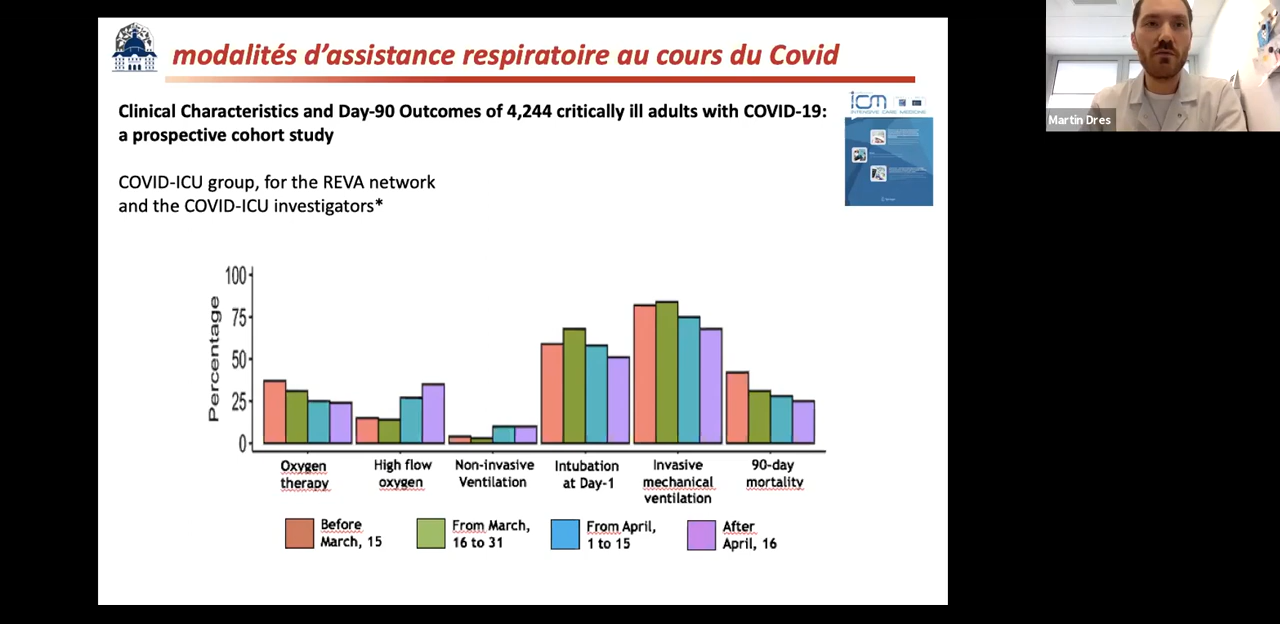 modalités d’assistance respiratoire au cours du Covid
Clinical Characteristics and Day-90 Outcomes of 4,244 critically ill adults with COVID-19:
a prospective cohort study
COVID-ICU group, for the REVA network
and the COVID-ICU investigators*
icm
INTENSIVE CARE MEDICINE
Martin Dres
Percentage
100
75
50
25
0
Oxygen
therapy
High flow
oxygen
Non-invasive
Ventilation
Intubation
at Day-1
Invasive
mechanical
ventilation
90-day
mortality
Before
March, 15
From March,
16 to 31
From April,
1 to 15
After
April, 16